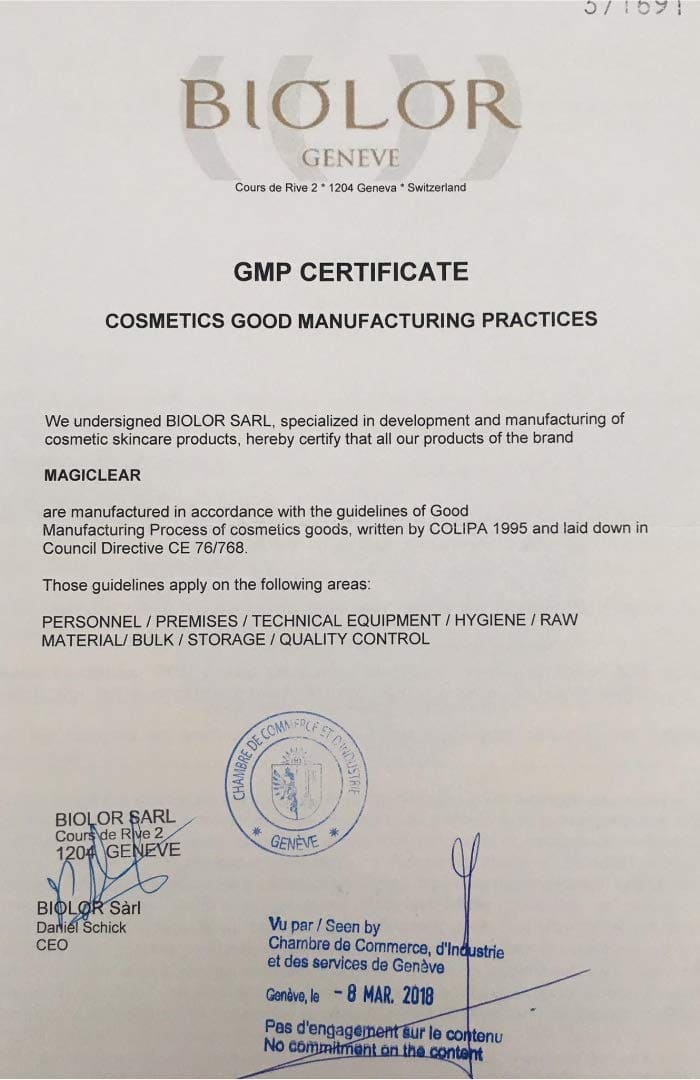 BIOLOR
GENEVE
Cours de Rive 2 * 1204 Geneva * Switzerland
GMP CERTIFICATE
COSMETICS GOOD MANUFACTURING PRACTICES
We undersigned BIOLOR SARL, specialized in development and manufacturing of
cosmetic skincare products, hereby certify that all our products of the brand
MAGICLEAR
are manufactured in accordance with the guidelines of Good
Manufacturing Process of cosmetics goods, written by COLIPA 1995 and laid down in
Council Directive CE 76/768.
Those guidelines apply on the following areas:
PERSONNEL / PREMISES / TECHNICAL EQUIPMENT / HYGIENE / RAW
MATERIAL/ BULK / STORAGE / QUALITY CONTROL
CHAMBRE DE COMMERCE ET D'INDUSTRIE
* GENÈVE *
BIOLOR SARL
Cours de Rive 2
1204 GENEVE
BIOLOR Sàrl
Daniel Schick
CEO
Vu par / Seen by
Chambre de Commerce, d'Industrie
et des services de Genève
Genève, le - 8 MAR. 2018
Pas d'engagement sur le contenu
No commitment on the content